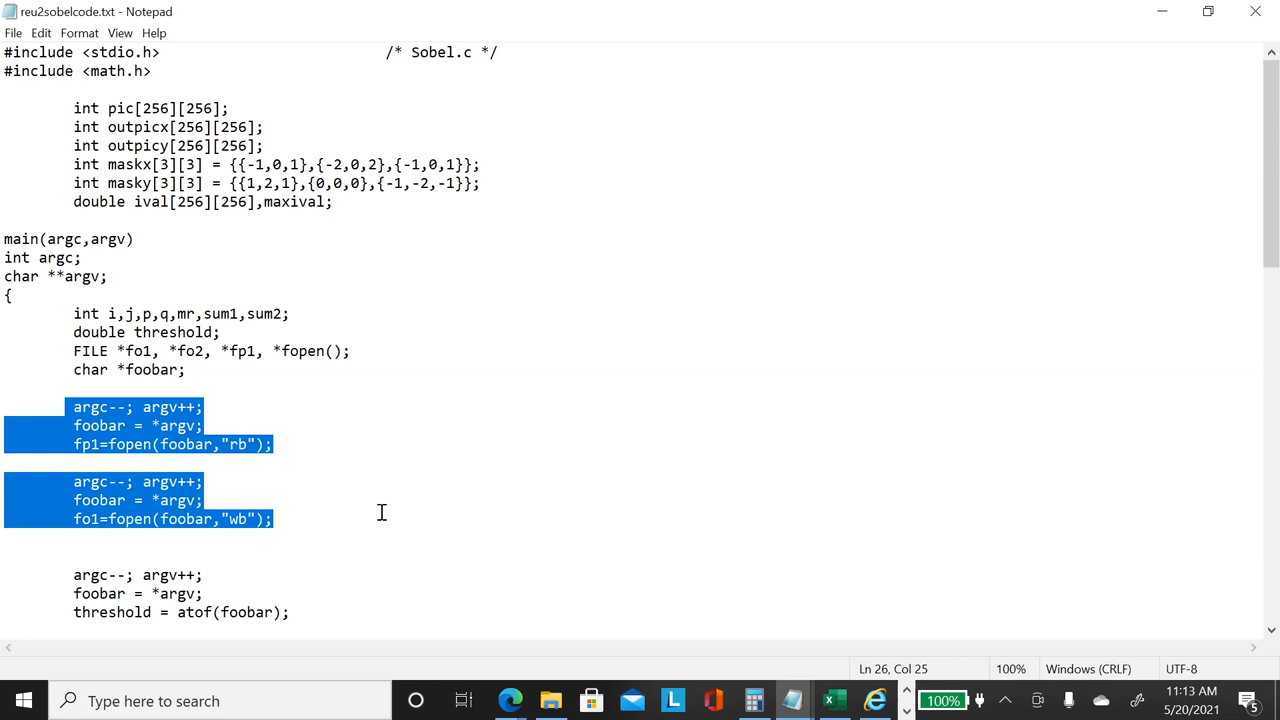 reu2sobelcode.txt - Notepad
File Edit Format View Help
#include <stdio.h> /* Sobel.c */
#include <math.h>
int pic[256][256];
int outpicx[256][256];
int outpicy[256][256];
int maskx[3][3] = {{-1,0,1},{-2,0,2},{-1,0,1}};
int masky[3][3] = {{1,2,1},{0,0,0},{-1,-2,-1}};
double ival[256][256],maxival;
main(argc,argv)
int argc;
char **argv;
{
int i,j,p,q,mr,sum1,sum2;
double threshold;
FILE *fo1, *fo2, *fp1, *fopen();
char *foobar;
argc--; argv++;
foobar = *argv;
fp1=fopen(foobar,"rb");
argc--; argv++;
foobar = *argv;
fo1=fopen(foobar,"wb");
argc--; argv++;
foobar = *argv;
threshold = atof(foobar);
Ln 26, Col 25 100% Windows (CRLF) UTF-8
Type here to search L 100% 11:13 AM
5/20/2021 5